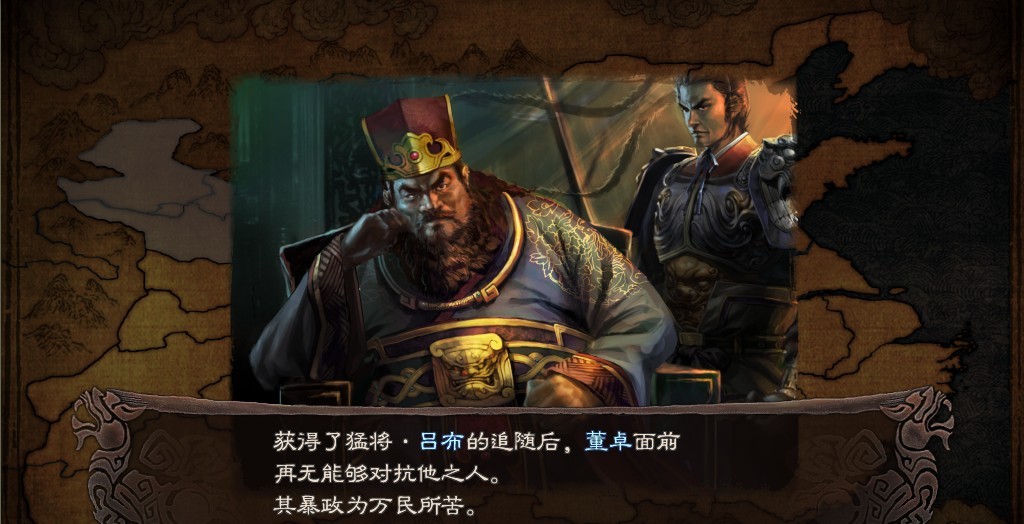 获得了猛将·吕布的追随后，董卓面前
再无能够对抗他之人。
其暴政为万民所苦。